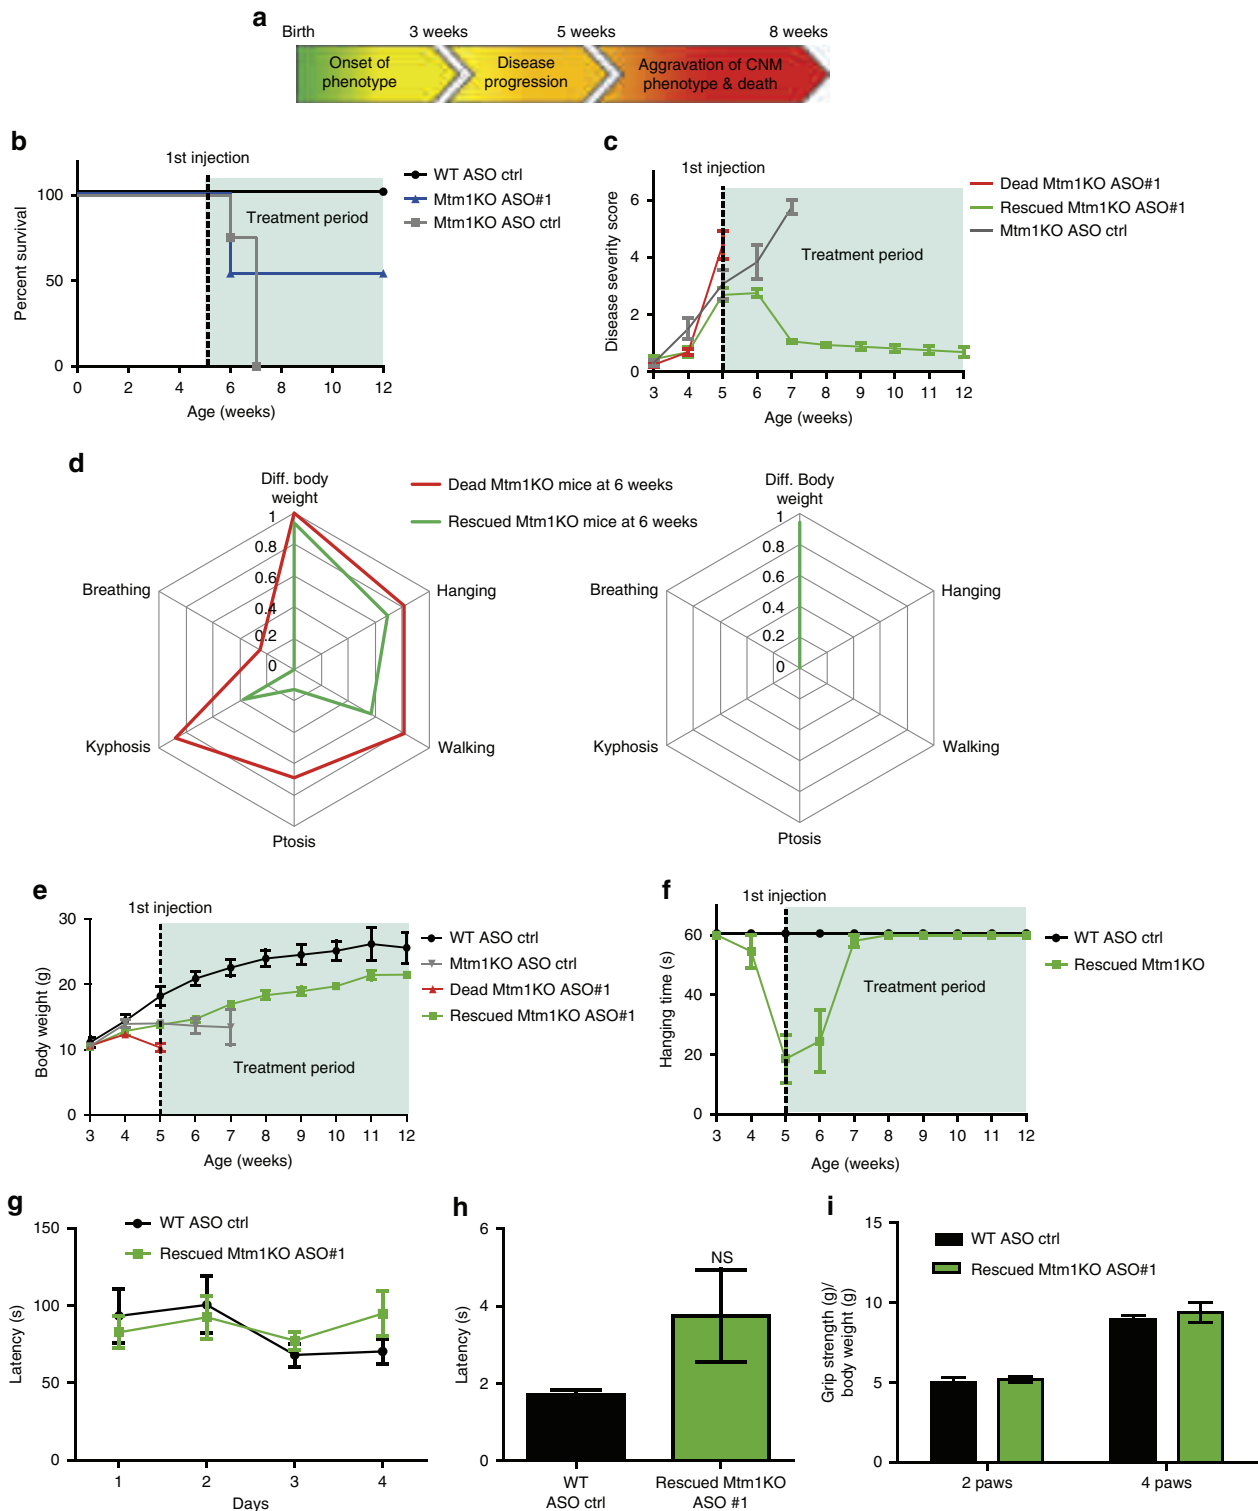 a
Birth
3 weeks
5 weeks
8 weeks
Onset of
phenotype
Disease
progression
Aggravation of CNM
phenotype & death
b
1st injection
Percent survival
100
50
0
Treatment period
0 2 4 6 8 10 12
Age (weeks)
WT ASO ctrl
Mtm1KO ASO#1
Mtm1KO ASO ctrl
c
1st injection
Disease severity score
6
4
2
0
Treatment period
3 4 5 6 7 8 9 10 11 12
Age (weeks)
Dead Mtm1KO ASO#1
Rescued Mtm1KO ASO#1
Mtm1KO ASO ctrl
d
Diff. body
weight
1
0.8
0.6
0.4
0.2
0
Breathing
Hanging
Kyphosis
Walking
Ptosis
Dead Mtm1KO mice at 6 weeks
Rescued Mtm1KO mice at 6 weeks
Diff. Body
weight
1
0.8
0.6
0.4
0.2
0
Breathing
Hanging
Kyphosis
Walking
Ptosis
e
1st injection
Body weight (g)
30
20
10
0
Treatment period
3 4 5 6 7 8 9 10 11 12
Age (weeks)
WT ASO ctrl
Mtm1KO ASO ctrl
Dead Mtm1KO ASO#1
Rescued Mtm1KO ASO#1
f
1st injection
Hanging time (s)
60
40
20
0
Treatment period
3 4 5 6 7 8 9 10 11 12
Age (weeks)
WT ASO ctrl
Rescued Mtm1KO
g
WT ASO ctrl
Rescued Mtm1KO ASO#1
Latency (s)
150
100
50
0
1 2 3 4
Days
h
Latency (s)
6
4
2
0
NS
WT
ASO ctrl
Rescued Mtm1KO
ASO #1
i
Grip strength (g)/
body weight (g)
15
10
5
0
WT ASO ctrl
Rescued Mtm1KO ASO#1
2 paws
4 paws